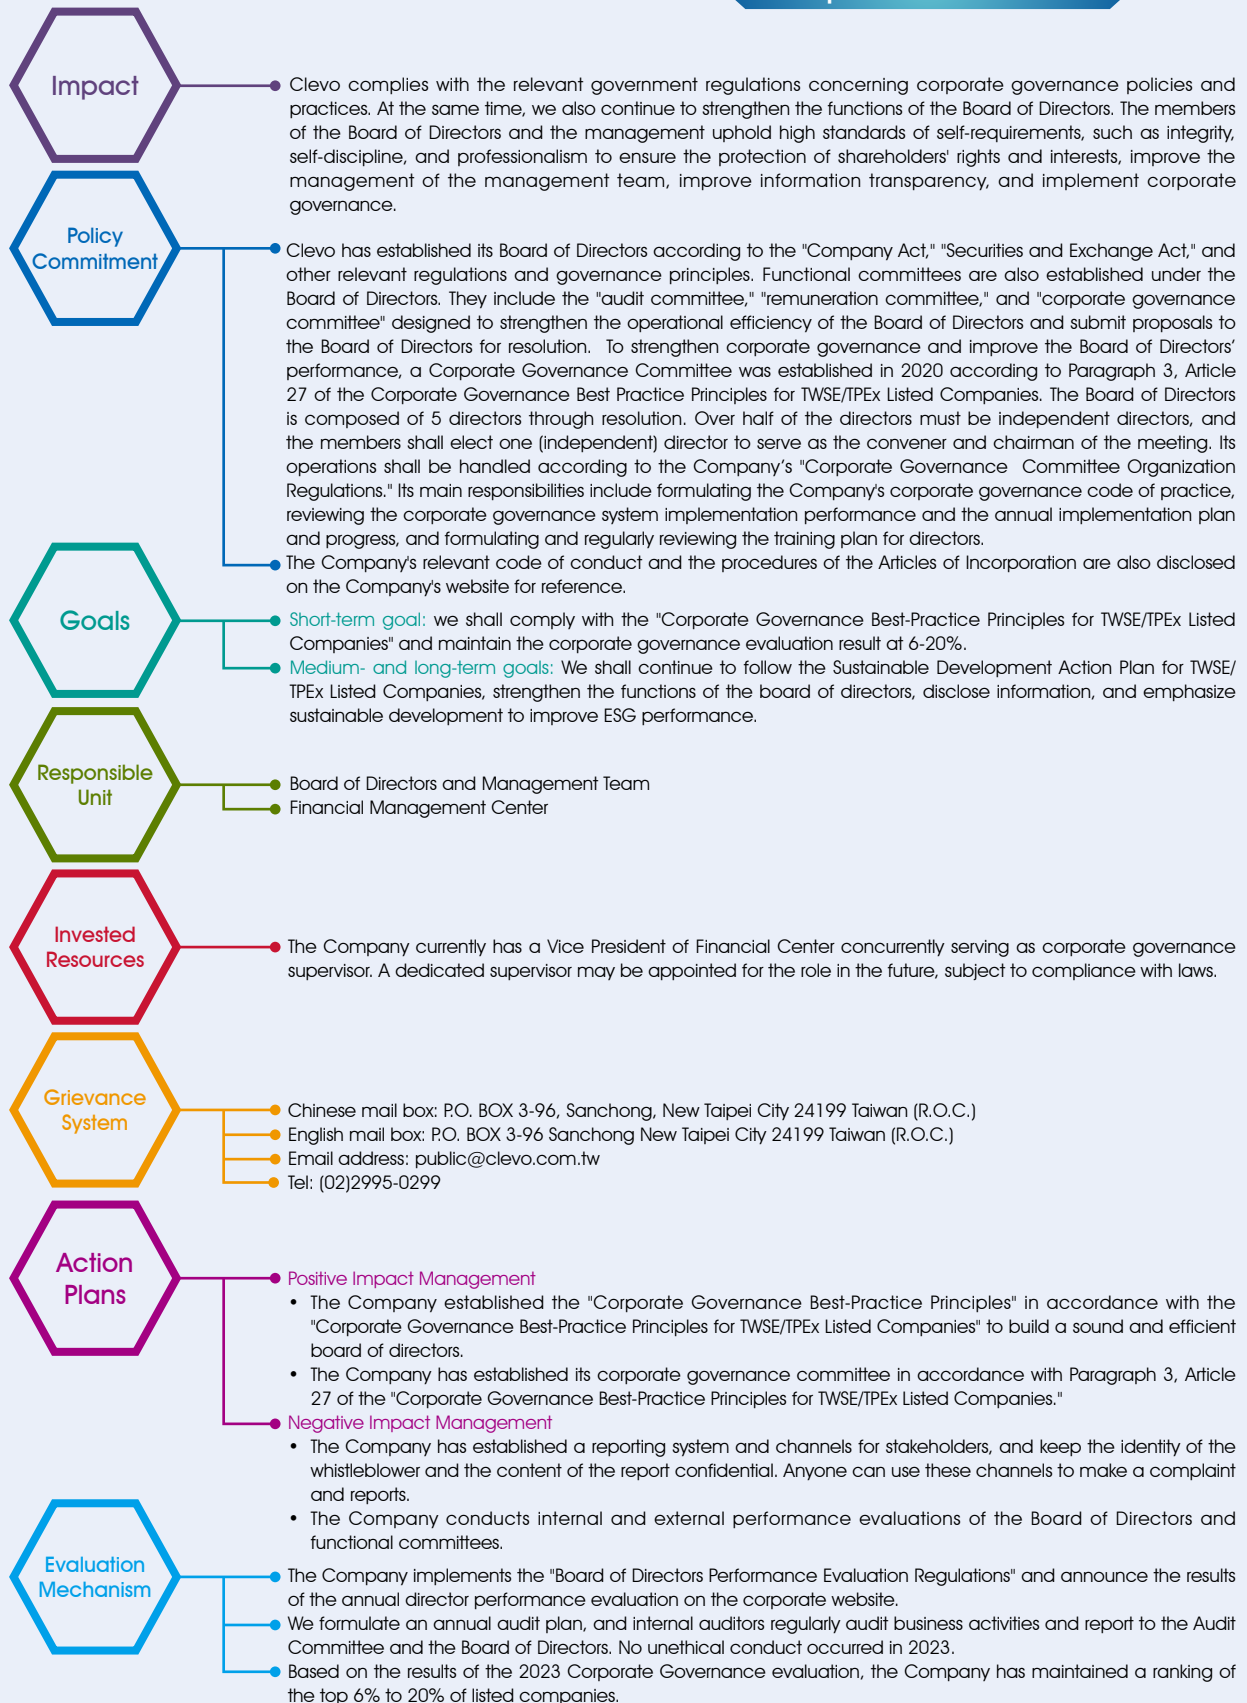 Impact
Clevo complies with the relevant government regulations concerning corporate governance policies and
practices. At the same time, we also continue to strengthen the functions of the Board of Directors. The members
of the Board of Directors and the management uphold high standards of self-requirements, such as integrity,
self-discipline, and professionalism to ensure the protection of shareholders' rights and interests, improve the
management of the management team, improve information transparency, and implement corporate
governance.
Policy
Commitment
Clevo has established its Board of Directors according to the "Company Act," "Securities and Exchange Act," and
other relevant regulations and governance principles. Functional committees are also established under the
Board of Directors. They include the "audit committee," "remuneration committee," and "corporate governance
committee" designed to strengthen the operational efficiency of the Board of Directors and submit proposals to
the Board of Directors for resolution. To strengthen corporate governance and improve the Board of Directors’
performance, a Corporate Governance Committee was established in 2020 according to Paragraph 3, Article
27 of the Corporate Governance Best Practice Principles for TWSE/TPEx Listed Companies. The Board of Directors
is composed of 5 directors through resolution. Over half of the directors must be independent directors, and
the members shall elect one (independent) director to serve as the convener and chairman of the meeting. Its
operations shall be handled according to the Company’s "Corporate Governance Committee Organization
Regulations." Its main responsibilities include formulating the Company's corporate governance code of practice,
reviewing the corporate governance system implementation performance and the annual implementation plan
and progress, and formulating and regularly reviewing the training plan for directors.
The Company's relevant code of conduct and the procedures of the Articles of Incorporation are also disclosed
on the Company's website for reference.
Goals
Short-term goal: we shall comply with the "Corporate Governance Best-Practice Principles for TWSE/TPEx Listed
Companies" and maintain the corporate governance evaluation result at 6-20%.
Medium- and long-term goals: We shall continue to follow the Sustainable Development Action Plan for TWSE/
TPEx Listed Companies, strengthen the functions of the board of directors, disclose information, and emphasize
sustainable development to improve ESG performance.
Responsible
Unit
Board of Directors and Management Team
Financial Management Center
Invested
Resources
The Company currently has a Vice President of Financial Center concurrently serving as corporate governance
supervisor. A dedicated supervisor may be appointed for the role in the future, subject to compliance with laws.
Grievance
System
Chinese mail box: P.O. BOX 3-96, Sanchong, New Taipei City 24199 Taiwan (R.O.C.)
English mail box: P.O. BOX 3-96 Sanchong New Taipei City 24199 Taiwan (R.O.C.)
Email address: public@clevo.com.tw
Tel: (02)2995-0299
Action
Plans
Positive Impact Management
• The Company established the "Corporate Governance Best-Practice Principles" in accordance with the
"Corporate Governance Best-Practice Principles for TWSE/TPEx Listed Companies" to build a sound and efficient
board of directors.
• The Company has established its corporate governance committee in accordance with Paragraph 3, Article
27 of the "Corporate Governance Best-Practice Principles for TWSE/TPEx Listed Companies."
Negative Impact Management
• The Company has established a reporting system and channels for stakeholders, and keep the identity of the
whistleblower and the content of the report confidential. Anyone can use these channels to make a complaint
and reports.
• The Company conducts internal and external performance evaluations of the Board of Directors and
functional committees.
Evaluation
Mechanism
The Company implements the "Board of Directors Performance Evaluation Regulations" and announce the results
of the annual director performance evaluation on the corporate website.
We formulate an annual audit plan, and internal auditors regularly audit business activities and report to the Audit
Committee and the Board of Directors. No unethical conduct occurred in 2023.
Based on the results of the 2023 Corporate Governance evaluation, the Company has maintained a ranking of
the top 6% to 20% of listed companies.